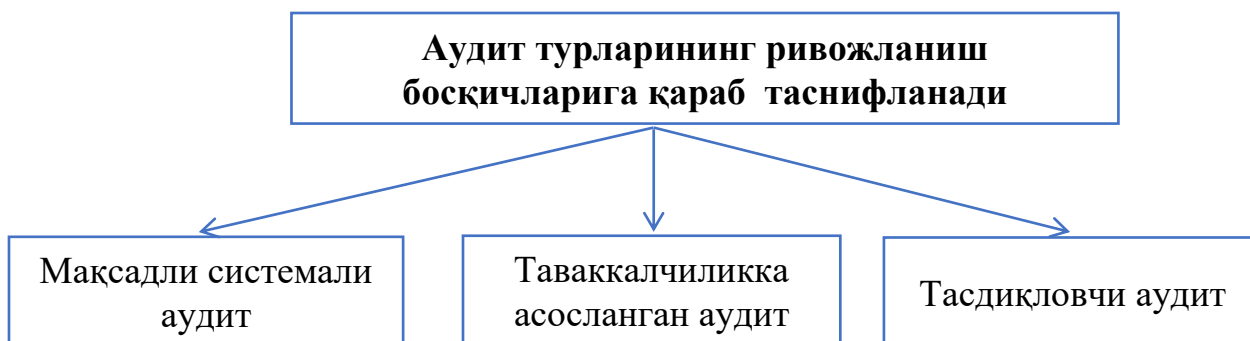 Аудит турларининг ривожланиш
босқичларига қараб таснифланади
Мақсадли системали
аудит
Таваккалчиликка
асосланган аудит
Тасдиқловчи аудит